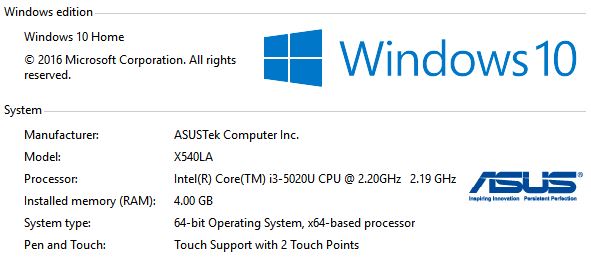 Windows edition
Windows 10 Home
© 2016 Microsoft Corporation. All rights
reserved.
Windows 10
System
Manufacturer: ASUSTek Computer Inc.
Model: X540LA
Processor: Intel(R) Core(TM) i3-5020U CPU @ 2.20GHz 2.19 GHz
Installed memory (RAM): 4.00 GB
System type: 64-bit Operating System, x64-based processor
Pen and Touch: Touch Support with 2 Touch Points
ASUS
Inspiring Innovation Persistent Perfection